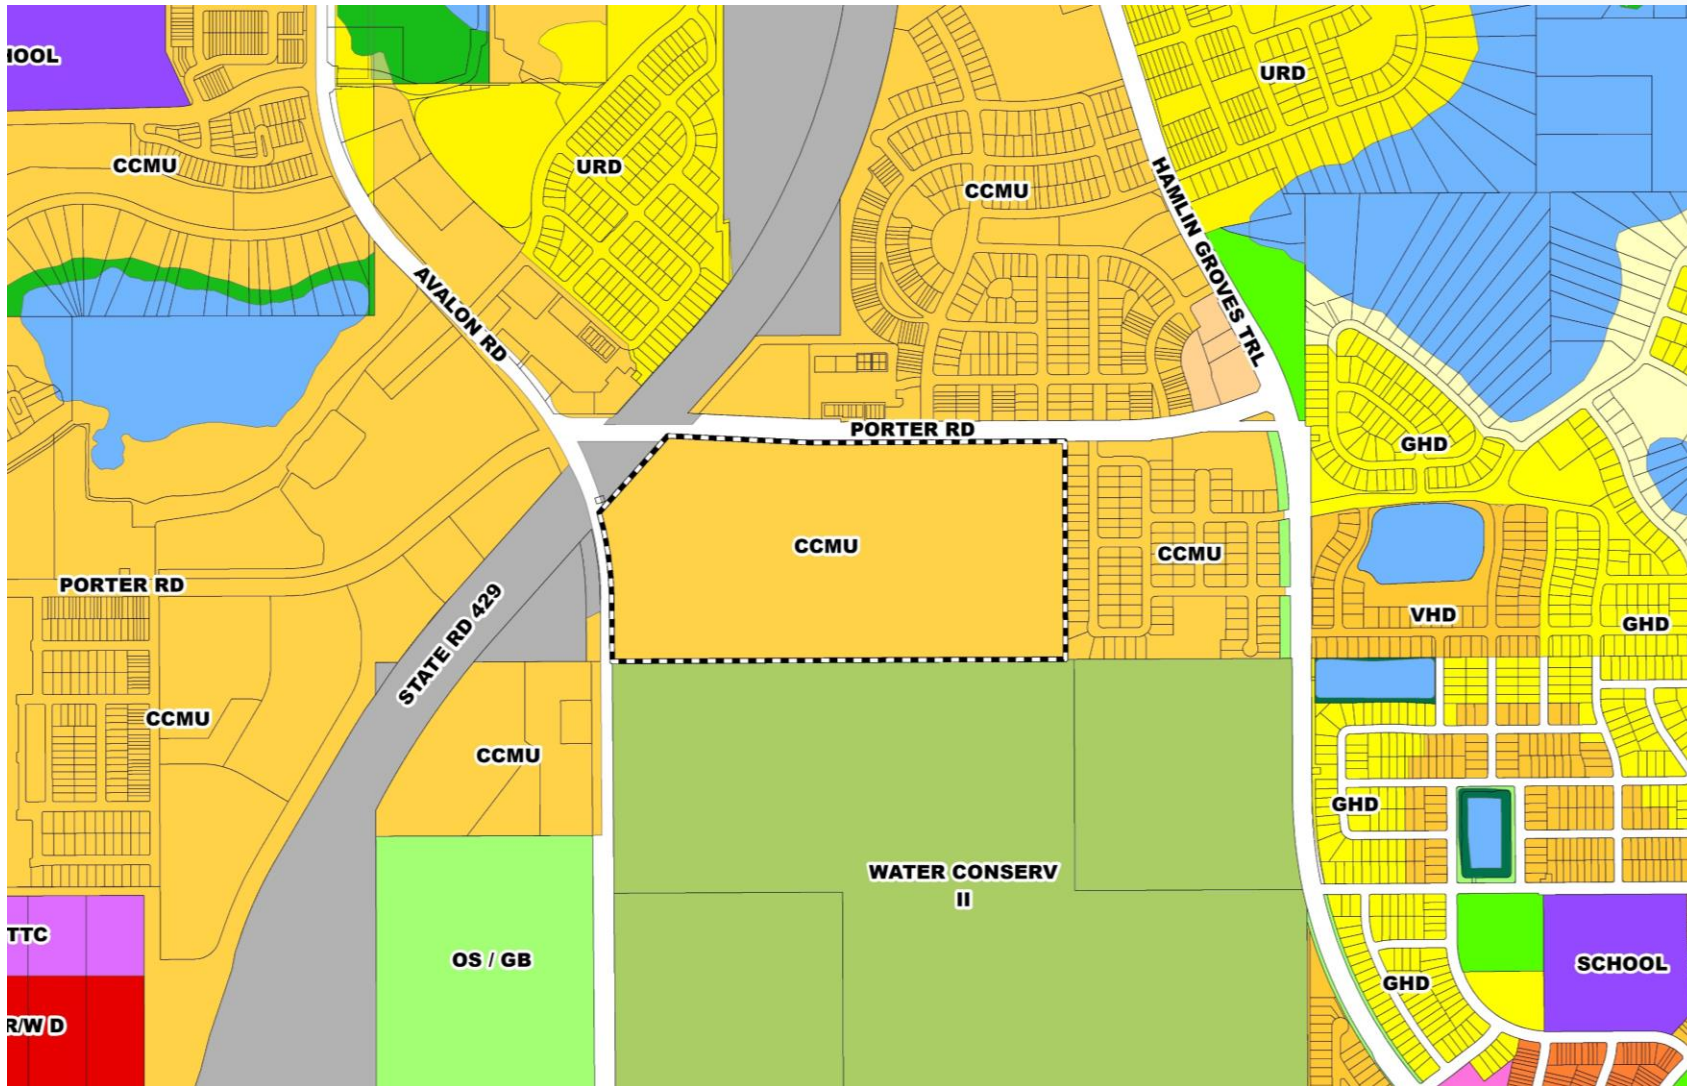 HOOL
URD
CCMU
URD
CCMU
HAMLIN GROVES TRL
AVALON RD
PORTER RD
GHD
CCMU
CCMU
PORTER RD
STATE RD 429
VHD
GHD
CCMU
CCMU
GHD
WATER CONSERV
II
TTC
OS / GB
SCHOOL
GHD
R/W D